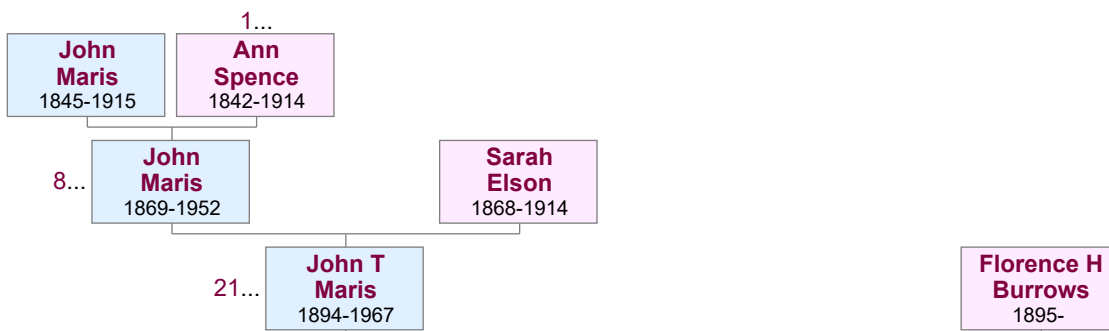 1...
John
Maris
1845-1915
Ann
Spence
1842-1914
8...
John
Maris
1869-1952
Sarah
Elson
1868-1914
21...
John T
Maris
1894-1967
Florence H
Burrows
1895-